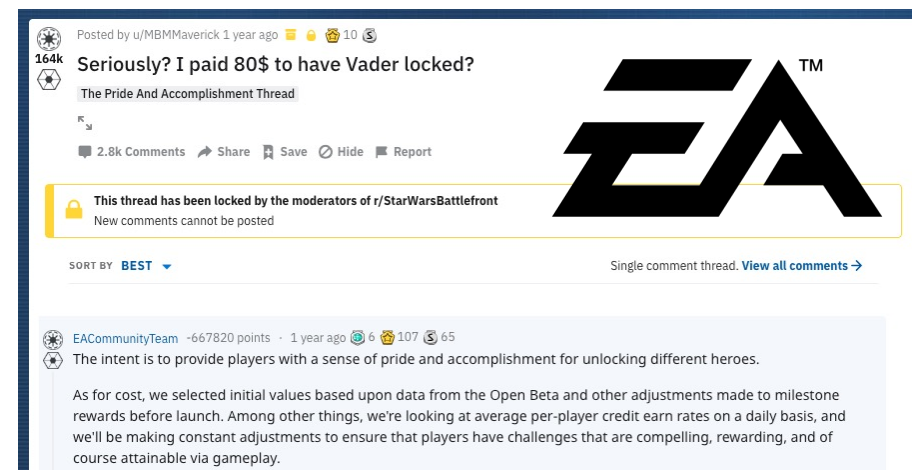 Posted by u/MBMMaverick 1 year ago 10
164k
Seriously? I paid 80$ to have Vader locked?
The Pride And Accomplishment Thread
2.8k Comments Share Save Hide Report
EA™
This thread has been locked by the moderators of r/StarWarsBattlefront
New comments cannot be posted
SORT BY BEST
Single comment thread. View all comments
EACommunityTeam -667820 points · 1 year ago 6 107 65
The intent is to provide players with a sense of pride and accomplishment for unlocking different heroes.
As for cost, we selected initial values based upon data from the Open Beta and other adjustments made to milestone
rewards before launch. Among other things, we're looking at average per-player credit earn rates on a daily basis, and
we'll be making constant adjustments to ensure that players have challenges that are compelling, rewarding, and of
course attainable via gameplay.